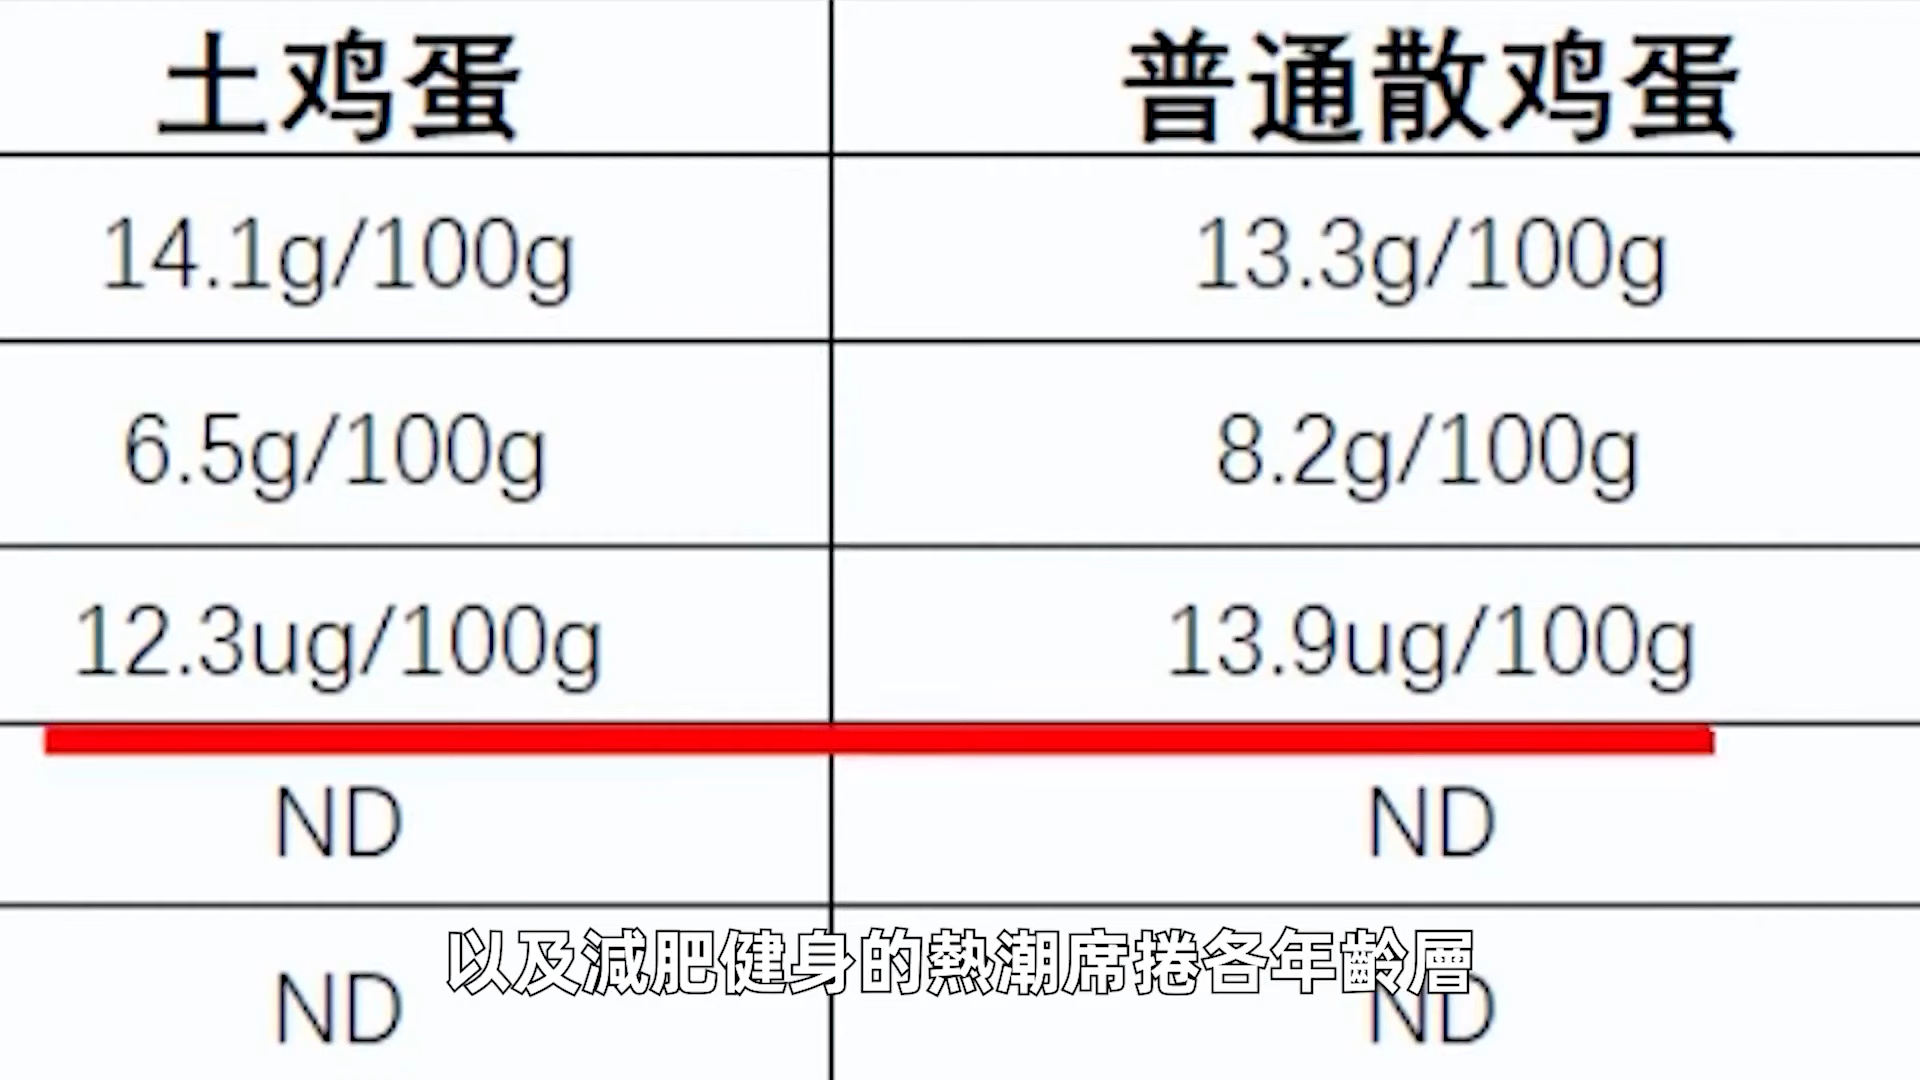 土鸡蛋 普通散鸡蛋
14.1g/100g 13.3g/100g
6.5g/100g 8.2g/100g
12.3ug/100g 13.9ug/100g
ND ND
以及減肥健身的熱潮席捲各年齡層
ND ND